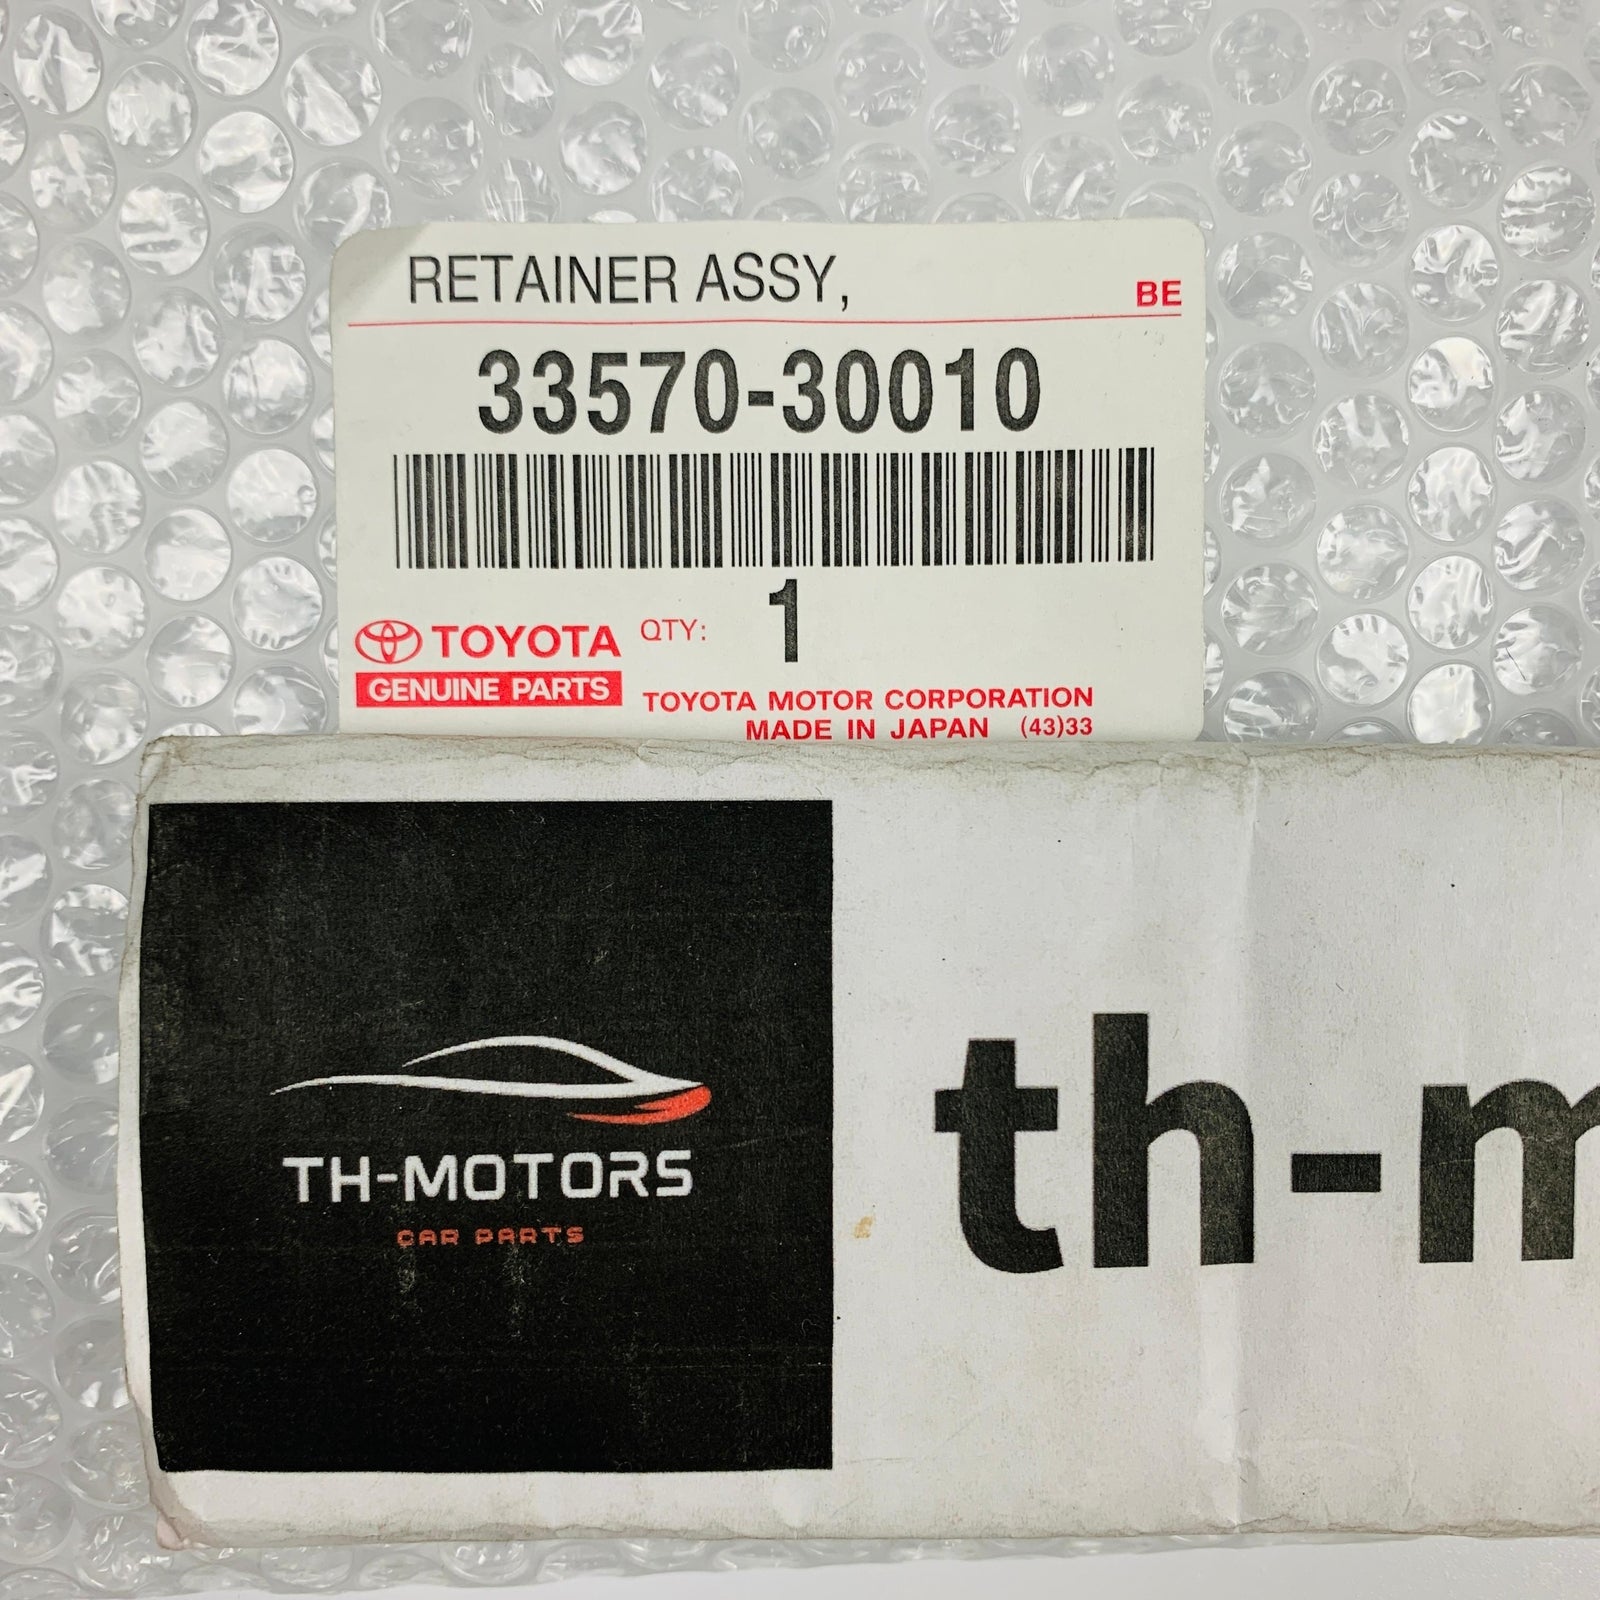 RETAINER ASSY,
BE
33570-30010
1
TOYOTA
QTY:
GENUINE PARTS
TOYOTA MOTOR CORPORATION
MADE IN JAPAN (43)33
TH-MOTORS
CAR PARTS
th-m